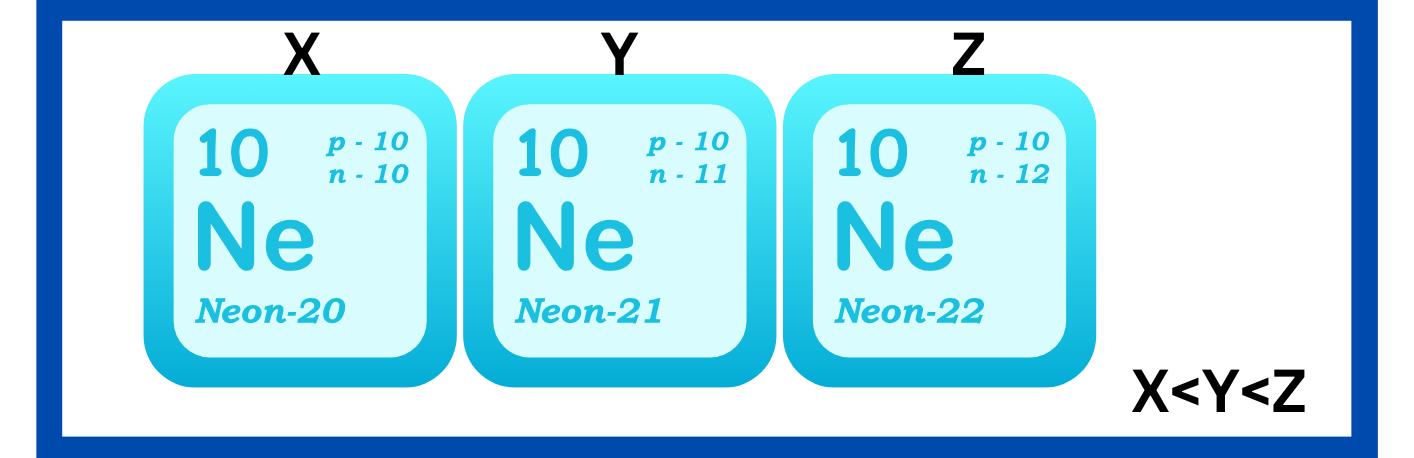 X
10
p - 10
n - 10
Ne
Neon-20
Y
10
p - 10
n - 11
Ne
Neon-21
Z
10
p - 10
n - 12
Ne
Neon-22
X<Y<Z